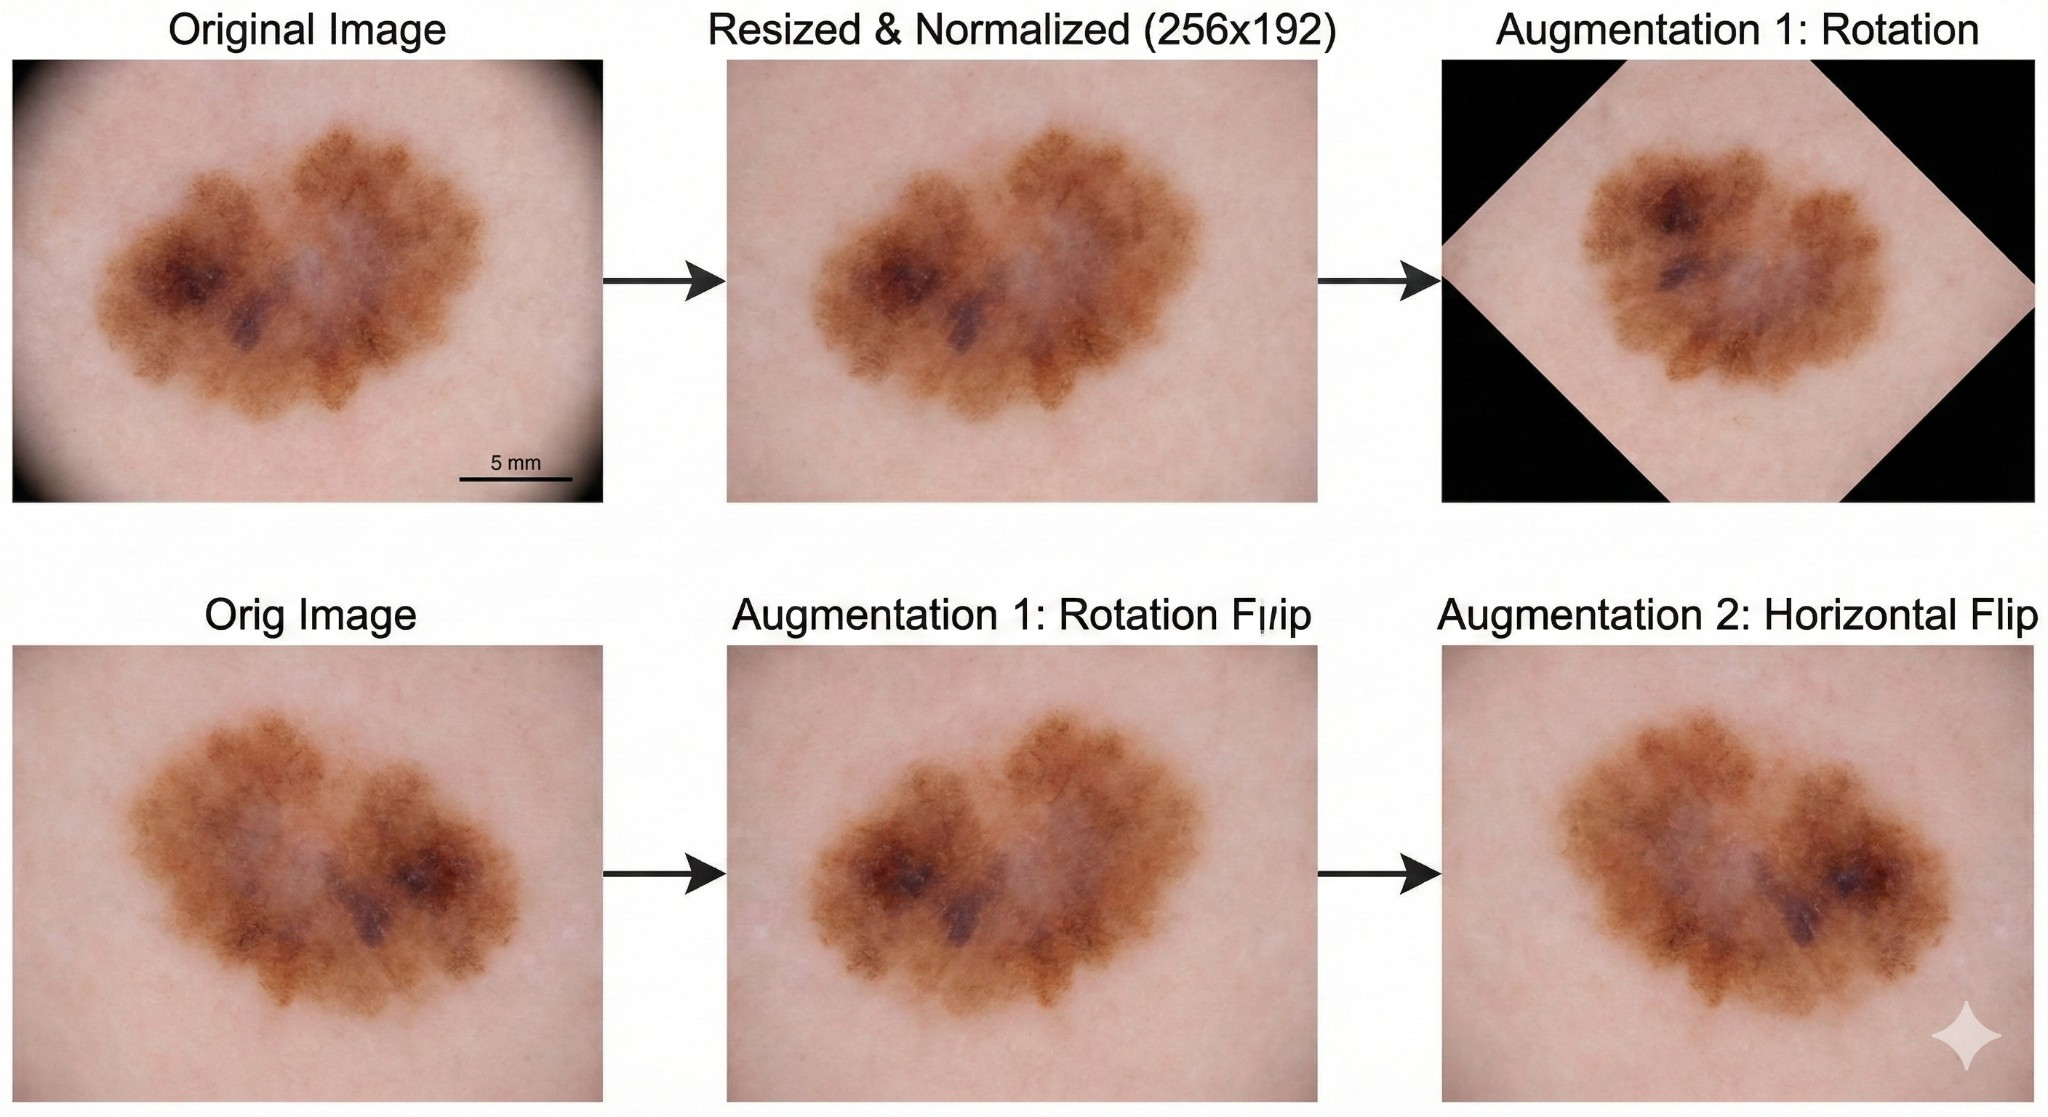 Original Image
Resized & Normalized (256x192)
Augmentation 1: Rotation
5 mm
Orig Image
Augmentation 1: Rotation
Augmentation 2: Horizontal Flip